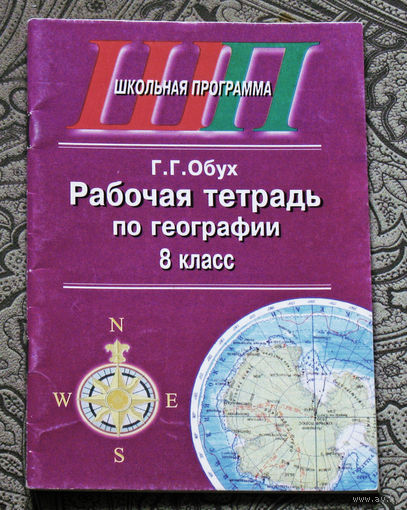 ШП
ШКОЛЬНАЯ ПРОГРАММА
Г.Г.Обух
Рабочая тетрадь
по географии
8 класс
N
W E
S